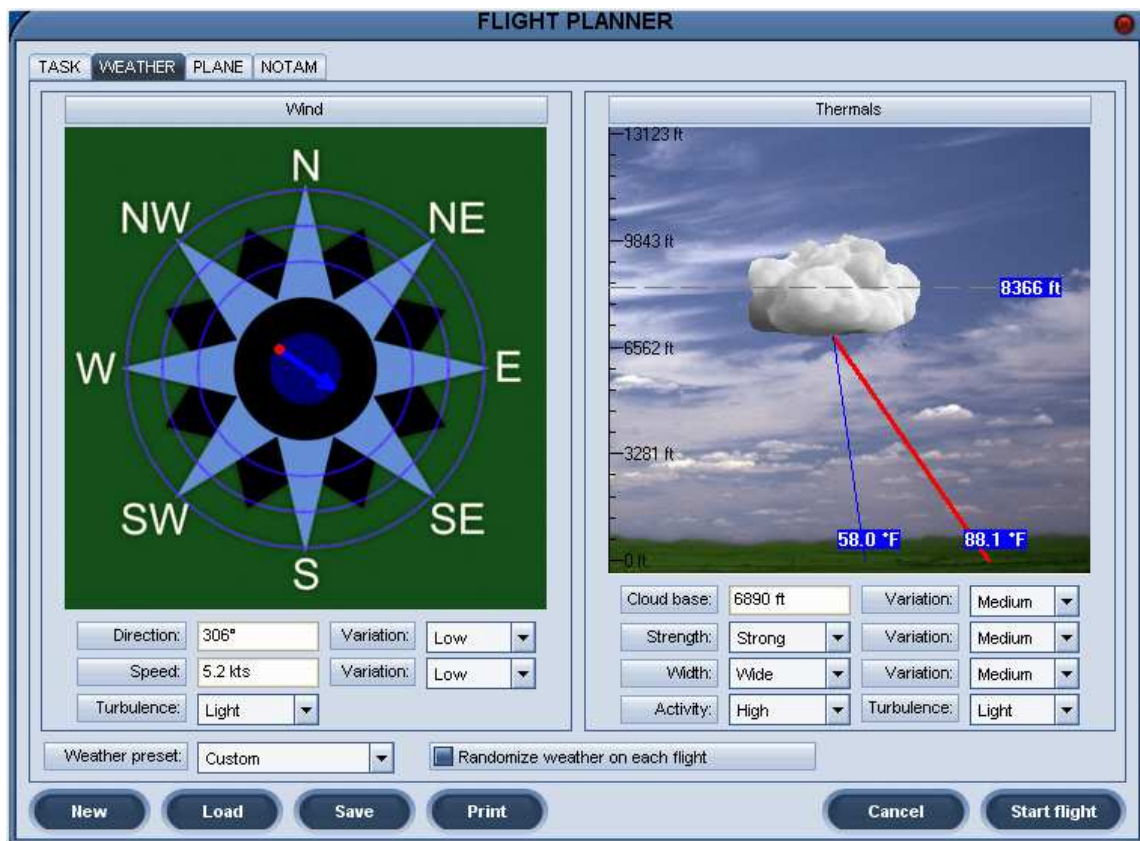 FLIGHT PLANNER
TASK WEATHER PLANE NOTAM
Wind
N
NW NE
W E
SW SE
S
Direction: 306° Variation: Low
Speed: 5.2 kts Variation: Low
Turbulence: Light
Thermals
13123 ft
9843 ft
8366 ft
6562 ft
3281 ft
58.0 °F 88.1 °F
0 ft
Cloud base: 6890 ft Variation: Medium
Strength: Strong Variation: Medium
Width: Wide Variation: Medium
Activity: High Turbulence: Light
Weather preset: Custom Randomize weather on each flight
New Load Save Print Cancel Start flight